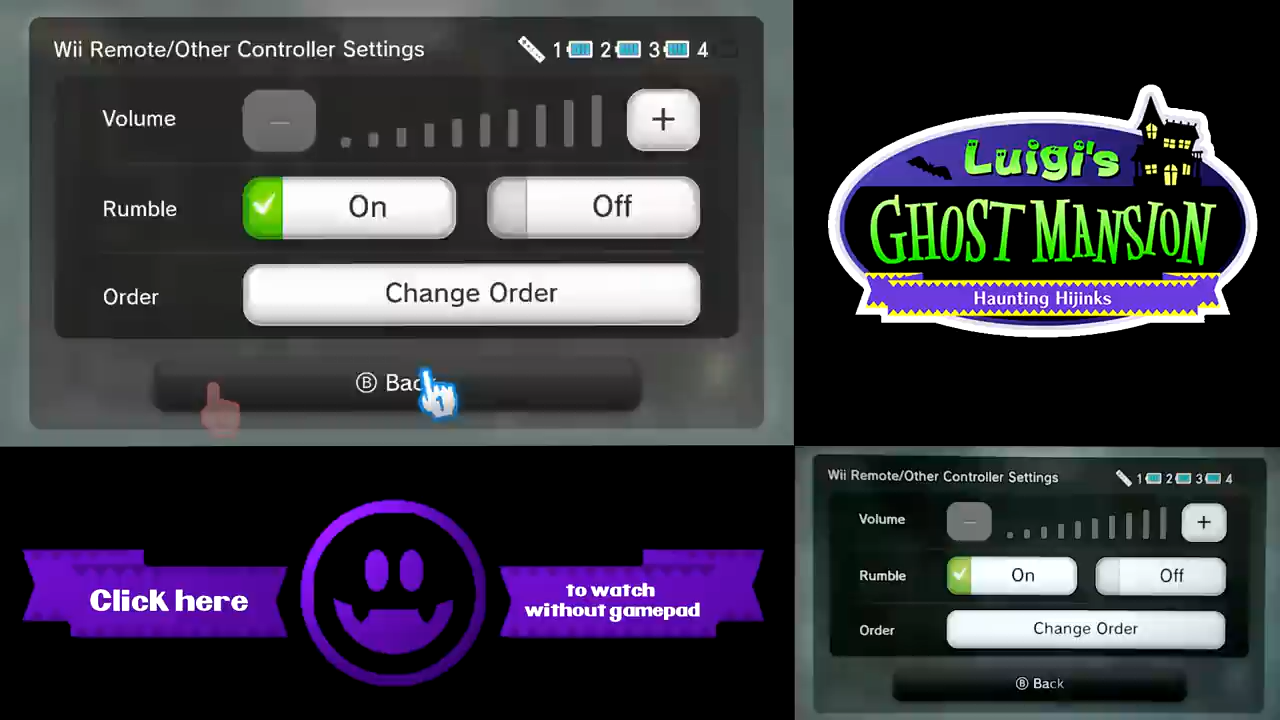 Wii Remote/Other Controller Settings
1 2 3 4
Volume
− +
Rumble
On
Off
Order
Change Order
Ⓑ Back
1
Luigi's
GHOST MANSION
Haunting Hijinks
Click here
to watch
without gamepad
Wii Remote/Other Controller Settings
1 2 3 4
Volume
− +
Rumble
On
Off
Order
Change Order
Ⓑ Back